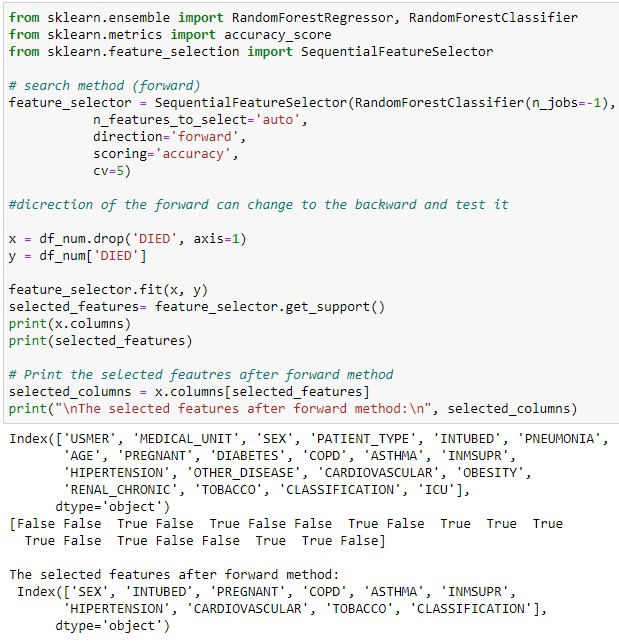 from sklearn.ensemble import RandomForestRegressor, RandomForestClassifier
from sklearn.metrics import accuracy_score
from sklearn.feature_selection import SequentialFeatureSelector

# search method (forward)
feature_selector = SequentialFeatureSelector(RandomForestClassifier(n_jobs=-1),
           n_features_to_select='auto',
           direction='forward',
           scoring='accuracy',
           cv=5)

#dicrection of the forward can change to the backward and test it

x = df_num.drop('DIED', axis=1)
y = df_num['DIED']

feature_selector.fit(x, y)
selected_features= feature_selector.get_support()
print(x.columns)
print(selected_features)

# Print the selected feautres after forward method
selected_columns = x.columns[selected_features]
print("\nThe selected features after forward method:\n", selected_columns)
Index(['USMER', 'MEDICAL_UNIT', 'SEX', 'PATIENT_TYPE', 'INTUBED', 'PNEUMONIA',
       'AGE', 'PREGNANT', 'DIABETES', 'COPD', 'ASTHMA', 'INMSUPR',
       'HIPERTENSION', 'OTHER_DISEASE', 'CARDIOVASCULAR', 'OBESITY',
       'RENAL_CHRONIC', 'TOBACCO', 'CLASSIFICATION', 'ICU'],
      dtype='object')
[False False  True False  True False False  True False  True  True  True
  True False  True False False  True  True False]

The selected features after forward method:
 Index(['SEX', 'INTUBED', 'PREGNANT', 'COPD', 'ASTHMA', 'INMSUPR',
       'HIPERTENSION', 'CARDIOVASCULAR', 'TOBACCO', 'CLASSIFICATION'],
      dtype='object')